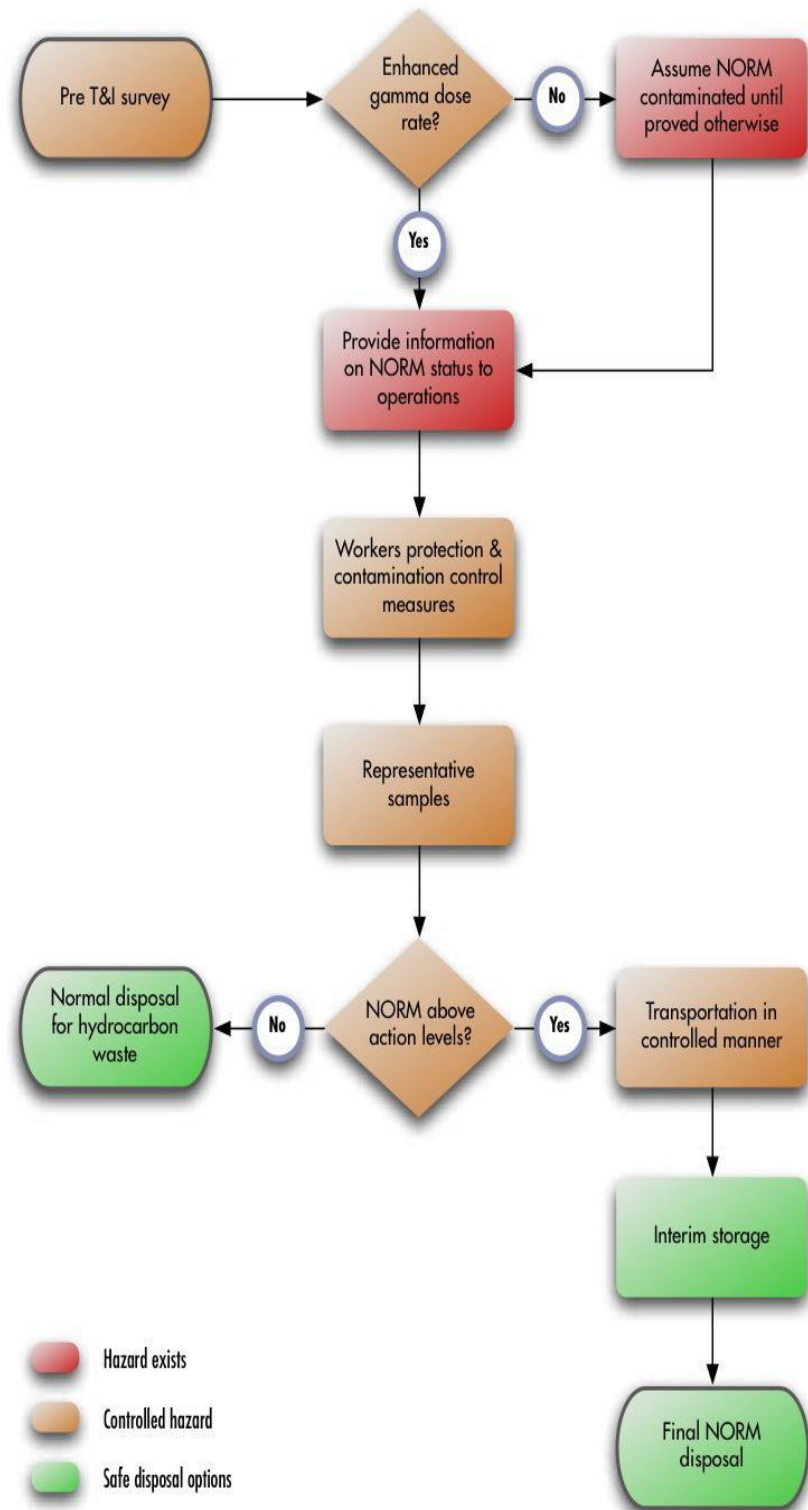 Pre T&I survey
Enhanced
gamma dose
rate?
No
Assume NORM
contaminated until
proved otherwise
Yes
Provide information
on NORM status to
operations
Workers protection &
contamination control
measures
Representative
samples
Normal disposal
for hydrocarbon
waste
No
NORM above
action levels?
Yes
Transportation in
controlled manner
Interim storage
Final NORM
disposal
Hazard exists
Controlled hazard
Safe disposal options